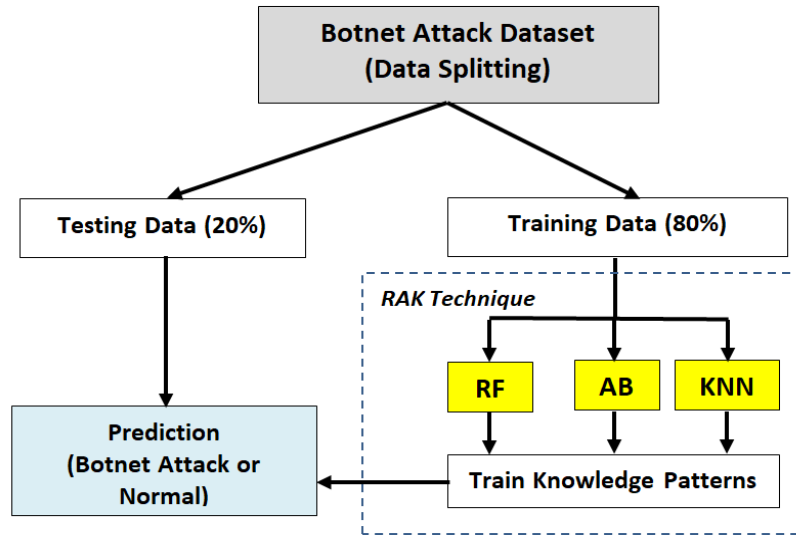 Botnet Attack Dataset
(Data Splitting)
Testing Data (20%)
Training Data (80%)
RAK Technique
RF
AB
KNN
Prediction
(Botnet Attack or
Normal)
Train Knowledge Patterns